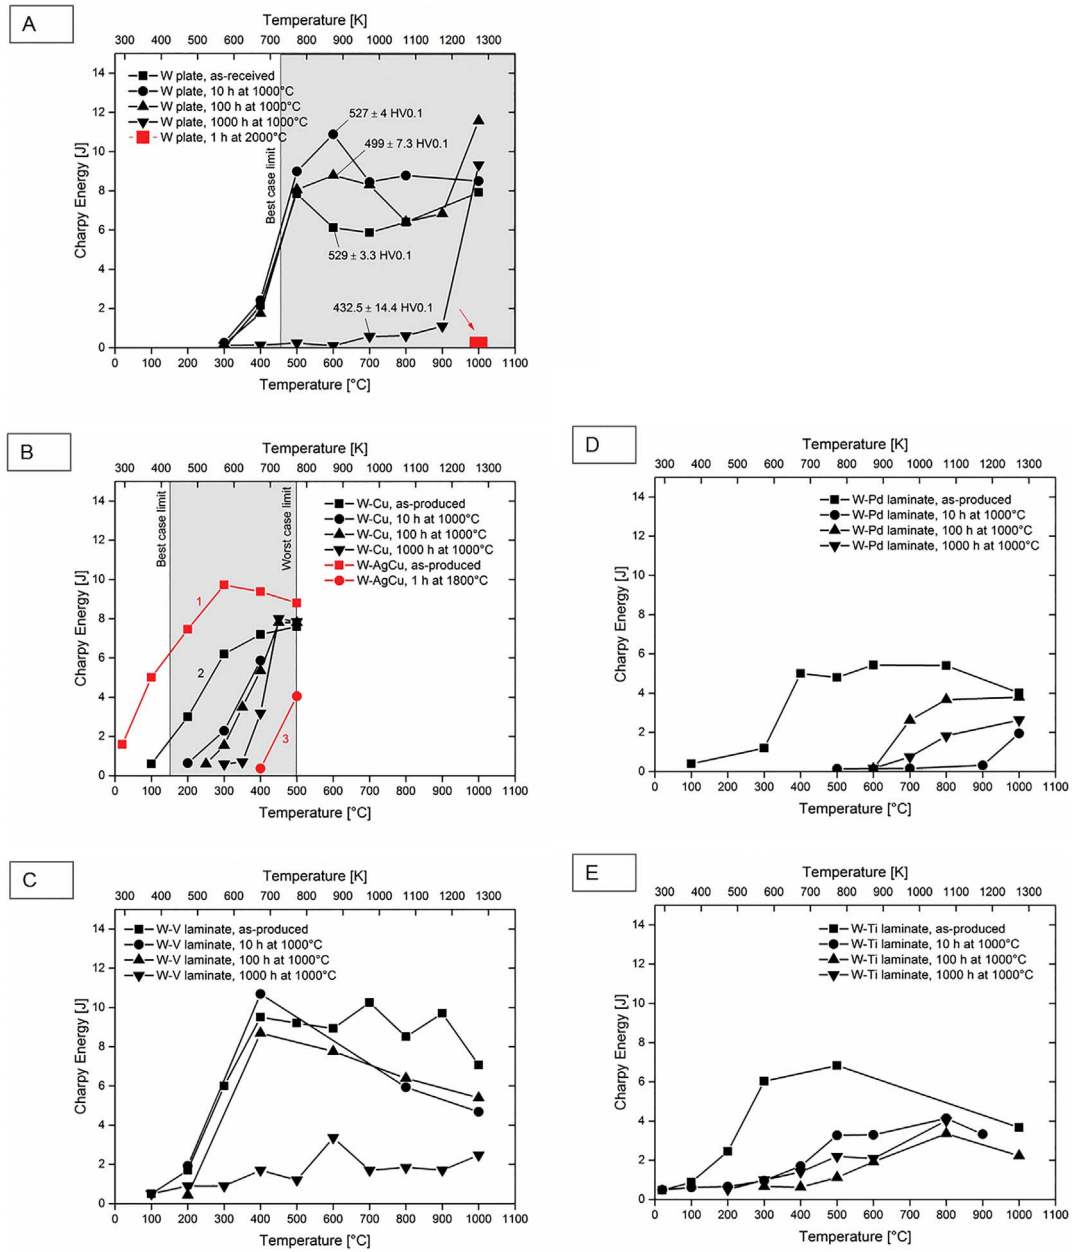 A
Temperature [K]
300 400 500 600 700 800 900 1000 1100 1200 1300
14
12
10
8
6
4
2
0
Charpy Energy [J]
W plate, as-received
W plate, 10 h at 1000°C
W plate, 100 h at 1000°C
W plate, 1000 h at 1000°C
W plate, 1 h at 2000°C
Best case limit
527 ± 4 HV0.1
499 ± 7.3 HV0.1
529 ± 3.3 HV0.1
432.5 ± 14.4 HV0.1
0 100 200 300 400 500 600 700 800 900 1000 1100
Temperature [°C]
B
Temperature [K]
300 400 500 600 700 800 900 1000 1100 1200 1300
14
12
10
8
6
4
2
0
Charpy Energy [J]
Best case limit
Worst case limit
W-Cu, as-produced
W-Cu, 10 h at 1000°C
W-Cu, 100 h at 1000°C
W-Cu, 1000 h at 1000°C
W-AgCu, as-produced
W-AgCu, 1 h at 1800°C
1
2
3
0 100 200 300 400 500 600 700 800 900 1000 1100
Temperature [°C]
D
Temperature [K]
300 400 500 600 700 800 900 1000 1100 1200 1300
14
12
10
8
6
4
2
0
Charpy Energy [J]
W-Pd laminate, as-produced
W-Pd laminate, 10 h at 1000°C
W-Pd laminate, 100 h at 1000°C
W-Pd laminate, 1000 h at 1000°C
0 100 200 300 400 500 600 700 800 900 1000 1100
Temperature [°C]
C
Temperature [K]
300 400 500 600 700 800 900 1000 1100 1200 1300
14
12
10
8
6
4
2
0
Charpy Energy [J]
W-V laminate, as-produced
W-V laminate, 10 h at 1000°C
W-V laminate, 100 h at 1000°C
W-V laminate, 1000 h at 1000°C
0 100 200 300 400 500 600 700 800 900 1000 1100
Temperature [°C]
E
Temperature [K]
300 400 500 600 700 800 900 1000 1100 1200 1300
14
12
10
8
6
4
2
0
Charpy Energy [J]
W-Ti laminate, as-produced
W-Ti laminate, 10 h at 1000°C
W-Ti laminate, 100 h at 1000°C
W-Ti laminate, 1000 h at 1000°C
0 100 200 300 400 500 600 700 800 900 1000 1100
Temperature [°C]